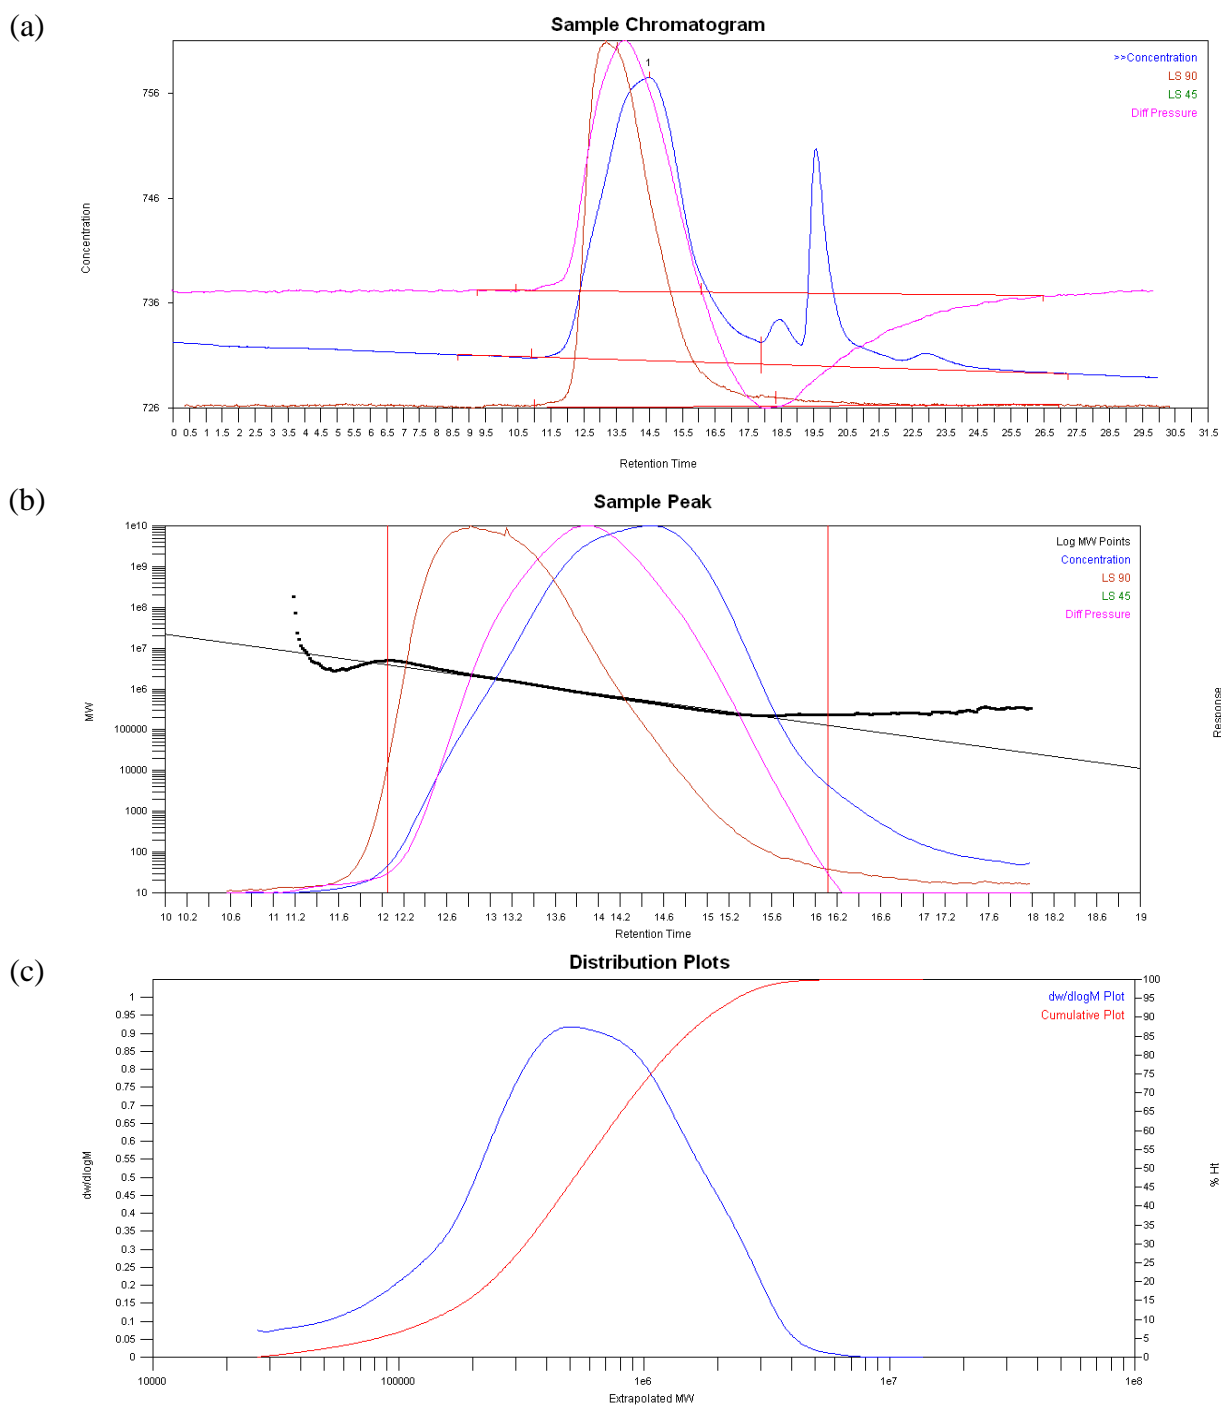 (a)
Sample Chromatogram
>>Concentration
LS 90
LS 45
Diff Pressure
1
756
746
736
726
Concentration
0 0.5 1 1.5 2 2.5 3 3.5 4 4.5 5 5.5 6 6.5 7 7.5 8 8.5 9 9.5 10.5 11.5 12.5 13.5 14.5 15.5 16.5 17.5 18.5 19.5 20.5 21.5 22.5 23.5 24.5 25.5 26.5 27.5 28.5 29.5 30.5 31.5
Retention Time
(b)
Sample Peak
Log MW Points
Concentration
LS 90
LS 45
Diff Pressure
1e10
1e9
1e8
1e7
1e6
100000
10000
1000
100
10
MW
Response
10 10.2 10.6 11 11.2 11.6 12 12.2 12.6 13 13.2 13.6 14 14.2 14.6 15 15.2 15.6 16 16.2 16.6 17 17.2 17.6 18 18.2 18.6 19
Retention Time
(c)
Distribution Plots
dw/dlogM Plot
Cumulative Plot
1
0.95
0.9
0.85
0.8
0.75
0.7
0.65
0.6
0.55
0.5
0.45
0.4
0.35
0.3
0.25
0.2
0.15
0.1
0.05
0
dw/dlogM
100
95
90
85
80
75
70
65
60
55
50
45
40
35
30
25
20
15
10
5
0
% Ht
10000 100000 1e6 1e7 1e8
Extrapolated MW